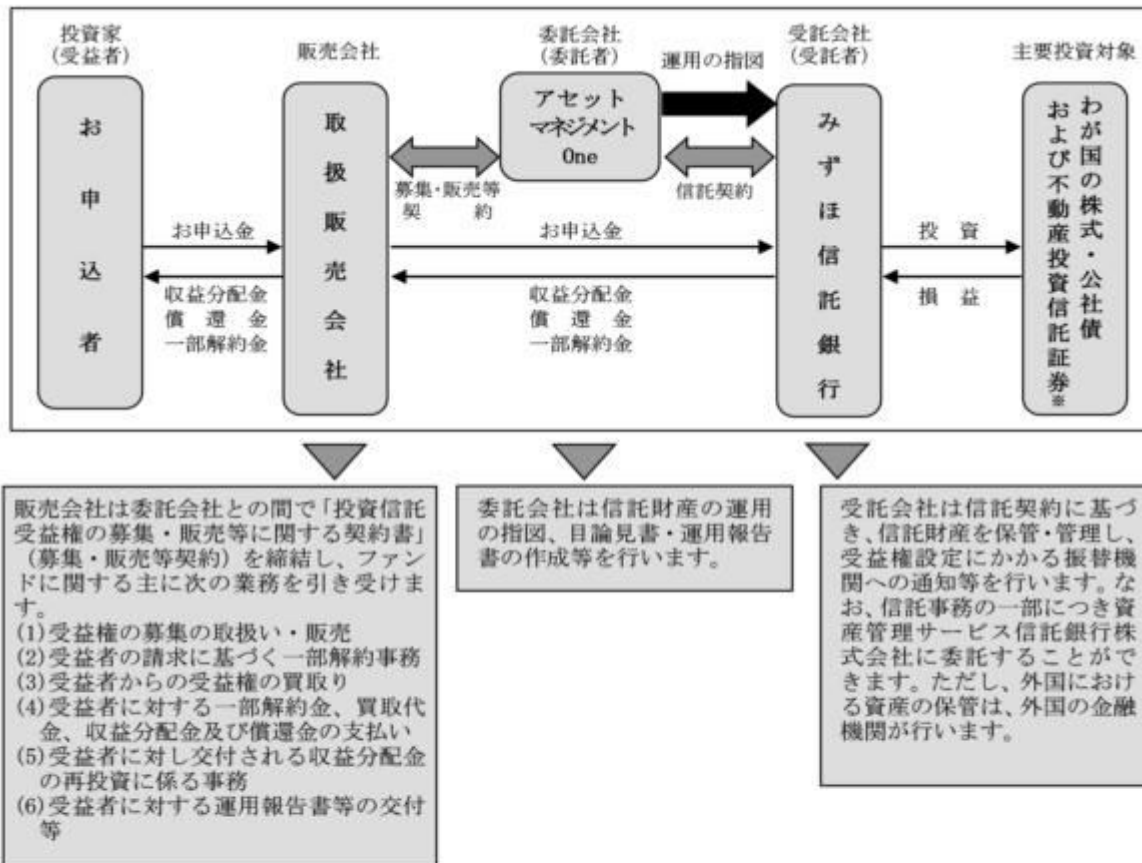 投資家
(受益者)
販売会社
委託会社
(委託者)
運用の指図
受託会社
(受託者)
主要投資対象
お申込者
取扱販売会社
アセット
マネジメント
One
みずほ信託銀行
わが国の株式・公社債
および不動産投資信託証券※
募集・販売等
契約
信託契約
お申込金
収益分配金
償還金
一部解約金
お申込金
収益分配金
償還金
一部解約金
投資
損益
販売会社は委託会社との間で「投資信託
受益権の募集・販売等に関する契約書」
(募集・販売等契約)を締結し、ファン
ドに関する主に次の業務を引き受けま
す。
(1)受益権の募集の取扱い・販売
(2)受益者の請求に基づく一部解約事務
(3)受益者からの受益権の買取り
(4)受益者に対する一部解約金、買取代
金、収益分配金及び償還金の支払い
(5)受益者に対し交付される収益分配金
の再投資に係る事務
(6)受益者に対する運用報告書等の交付
等
委託会社は信託財産の運用
の指図、目論見書・運用報告
書の作成等を行います。
受託会社は信託契約に基づ
き、信託財産を保管・管理し、
受益権設定にかかる振替機
関への通知等を行います。な
お、信託事務の一部につき資
産管理サービス信託銀行株
式会社に委託することがで
きます。ただし、外国におけ
る資産の保管は、外国の金融
機関が行います。